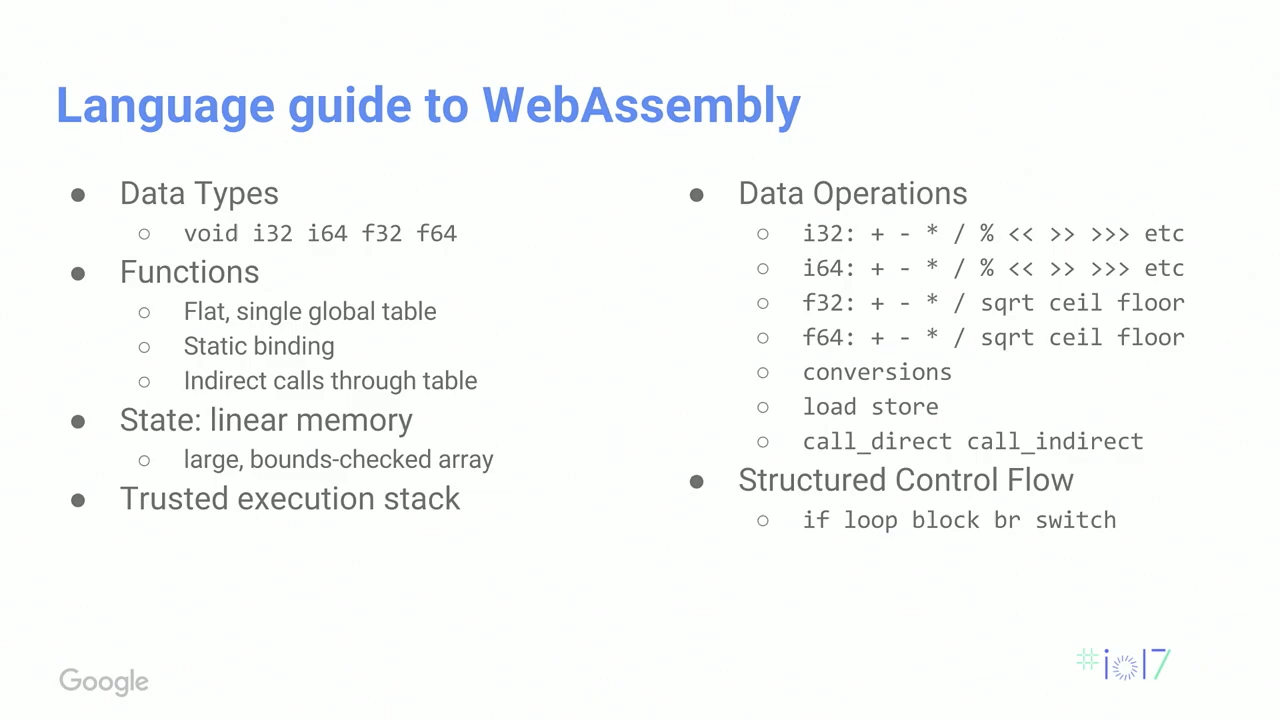 Language guide to WebAssembly
● Data Types
○ void i32 i64 f32 f64
● Functions
○ Flat, single global table
○ Static binding
○ Indirect calls through table
● State: linear memory
○ large, bounds-checked array
● Trusted execution stack
● Data Operations
○ i32: + - * / % << >> >>> etc
○ i64: + - * / % << >> >>> etc
○ f32: + - * / sqrt ceil floor
○ f64: + - * / sqrt ceil floor
○ conversions
○ load store
○ call_direct call_indirect
● Structured Control Flow
○ if loop block br switch
Google
#io17